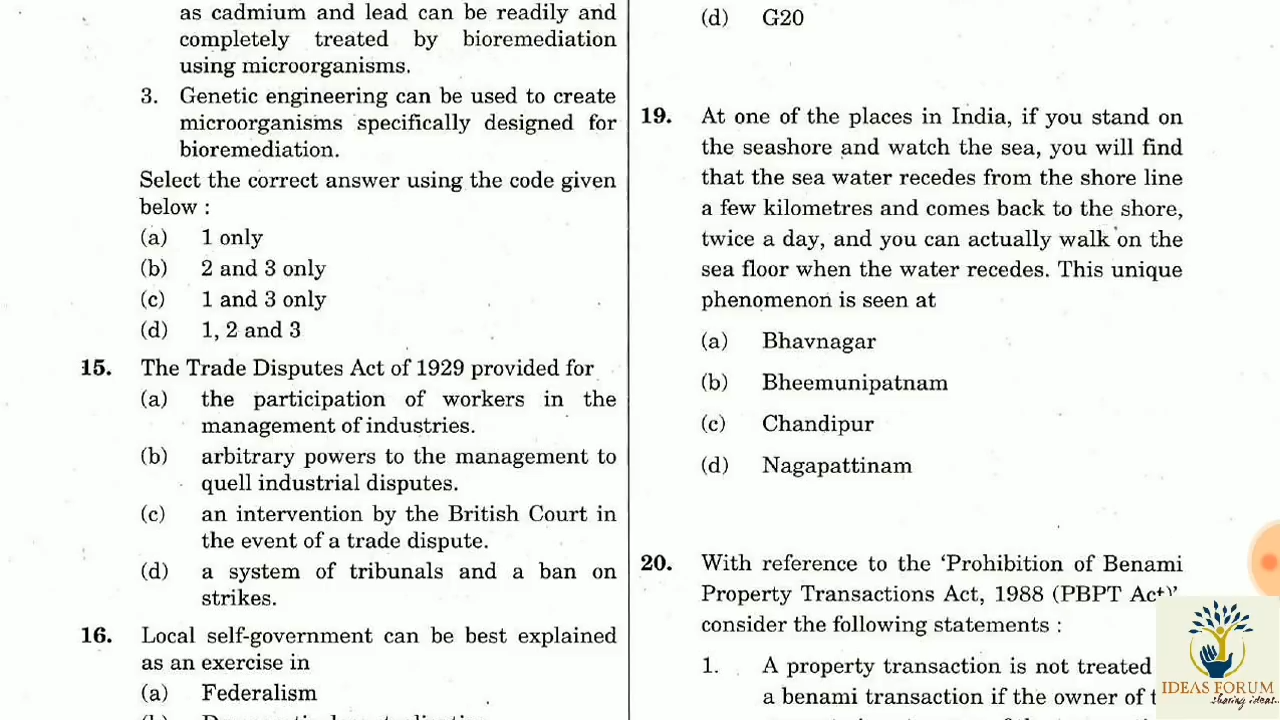 as cadmium and lead can be readily and
completely treated by bioremediation
using microorganisms.
3. Genetic engineering can be used to create
microorganisms specifically designed for
bioremediation.
Select the correct answer using the code given
below :
(a) 1 only
(b) 2 and 3 only
(c) 1 and 3 only
(d) 1, 2 and 3
15. The Trade Disputes Act of 1929 provided for
(a) the participation of workers in the
management of industries.
(b) arbitrary powers to the management to
quell industrial disputes.
(c) an intervention by the British Court in
the event of a trade dispute.
(d) a system of tribunals and a ban on
strikes.
16. Local self-government can be best explained
as an exercise in
(a) Federalism
(d) G20
19. At one of the places in India, if you stand on
the seashore and watch the sea, you will find
that the sea water recedes from the shore line
a few kilometres and comes back to the shore,
twice a day, and you can actually walk on the
sea floor when the water recedes. This unique
phenomenon is seen at
(a) Bhavnagar
(b) Bheemunipatnam
(c) Chandipur
(d) Nagapattinam
20. With reference to the ‘Prohibition of Benami
Property Transactions Act, 1988 (PBPT Act)’,
consider the following statements :
1. A property transaction is not treated
a benami transaction if the owner of
IDEAS FORUM
sharing ideas